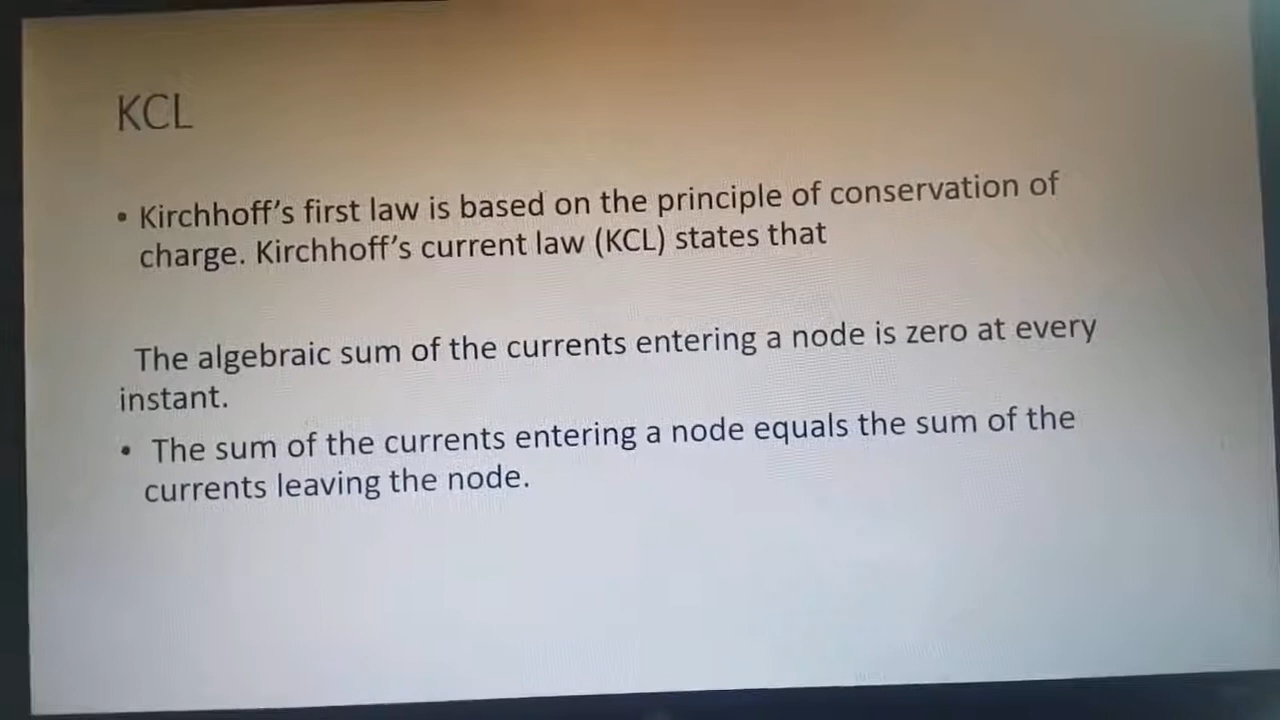 KCL
• Kirchhoff’s first law is based on the principle of conservation of
charge. Kirchhoff’s current law (KCL) states that
The algebraic sum of the currents entering a node is zero at every
instant.
• The sum of the currents entering a node equals the sum of the
currents leaving the node.